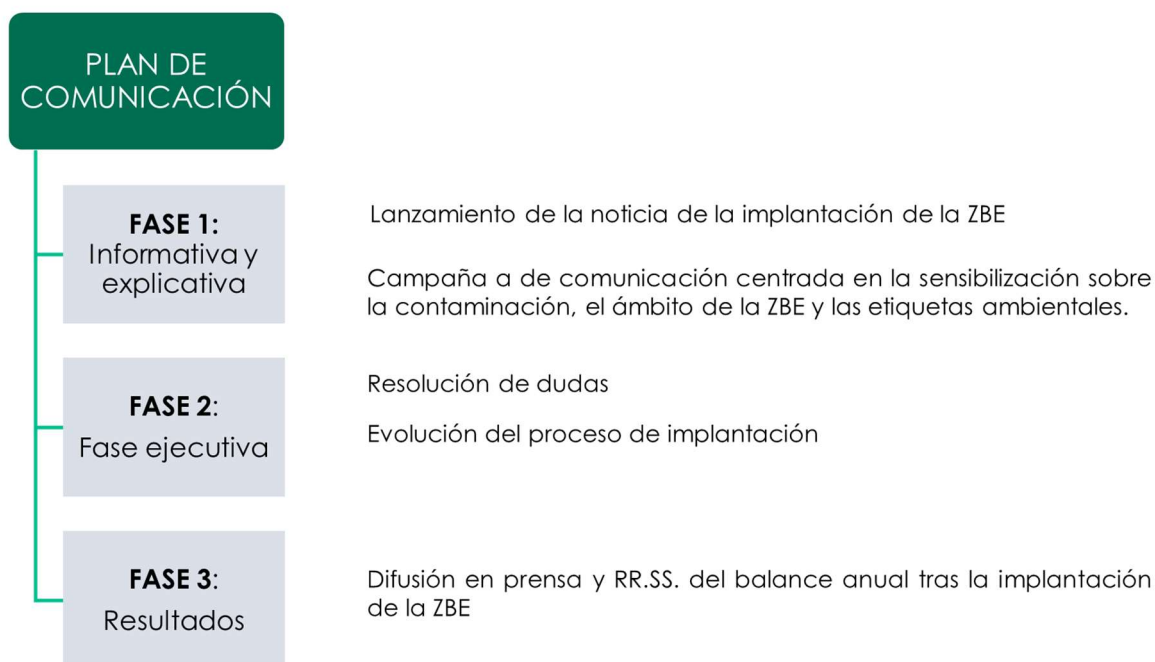 PLAN DE
COMUNICACIÓN
FASE 1:
Informativa y
explicativa
Lanzamiento de la noticia de la implantación de la ZBE
Campaña a de comunicación centrada en la sensibilización sobre
la contaminación, el ámbito de la ZBE y las etiquetas ambientales.
FASE 2:
Fase ejecutiva
Resolución de dudas
Evolución del proceso de implantación
FASE 3:
Resultados
Difusión en prensa y RR.SS. del balance anual tras la implantación
de la ZBE